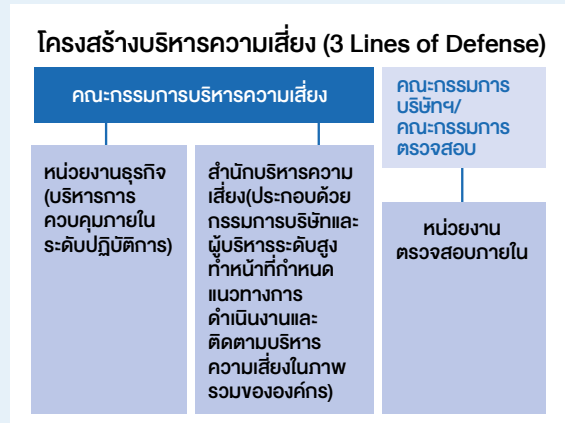 โครงสร้างบริหารความเสี่ยง (3 Lines of Defense)
คณะกรรมการบริหารความเสี่ยง
คณะกรรมการ
บริษัทฯ/
คณะกรรมการ
ตรวจสอบ
หน่วยงานธุรกิจ
(บริหารการ
ควบคุมภายใน
ระดับปฏิบัติการ)
สำนักบริหารความ
เสี่ยง(ประกอบด้วย
กรรมการบริษัทและ
ผู้บริหารระดับสูง
ทำหน้าที่กำหนด
แนวทางการ
ดำเนินงานและ
ติดตามบริหาร
ความเสี่ยงในภาพ
รวมขององค์กร)
หน่วยงาน
ตรวจสอบภายใน